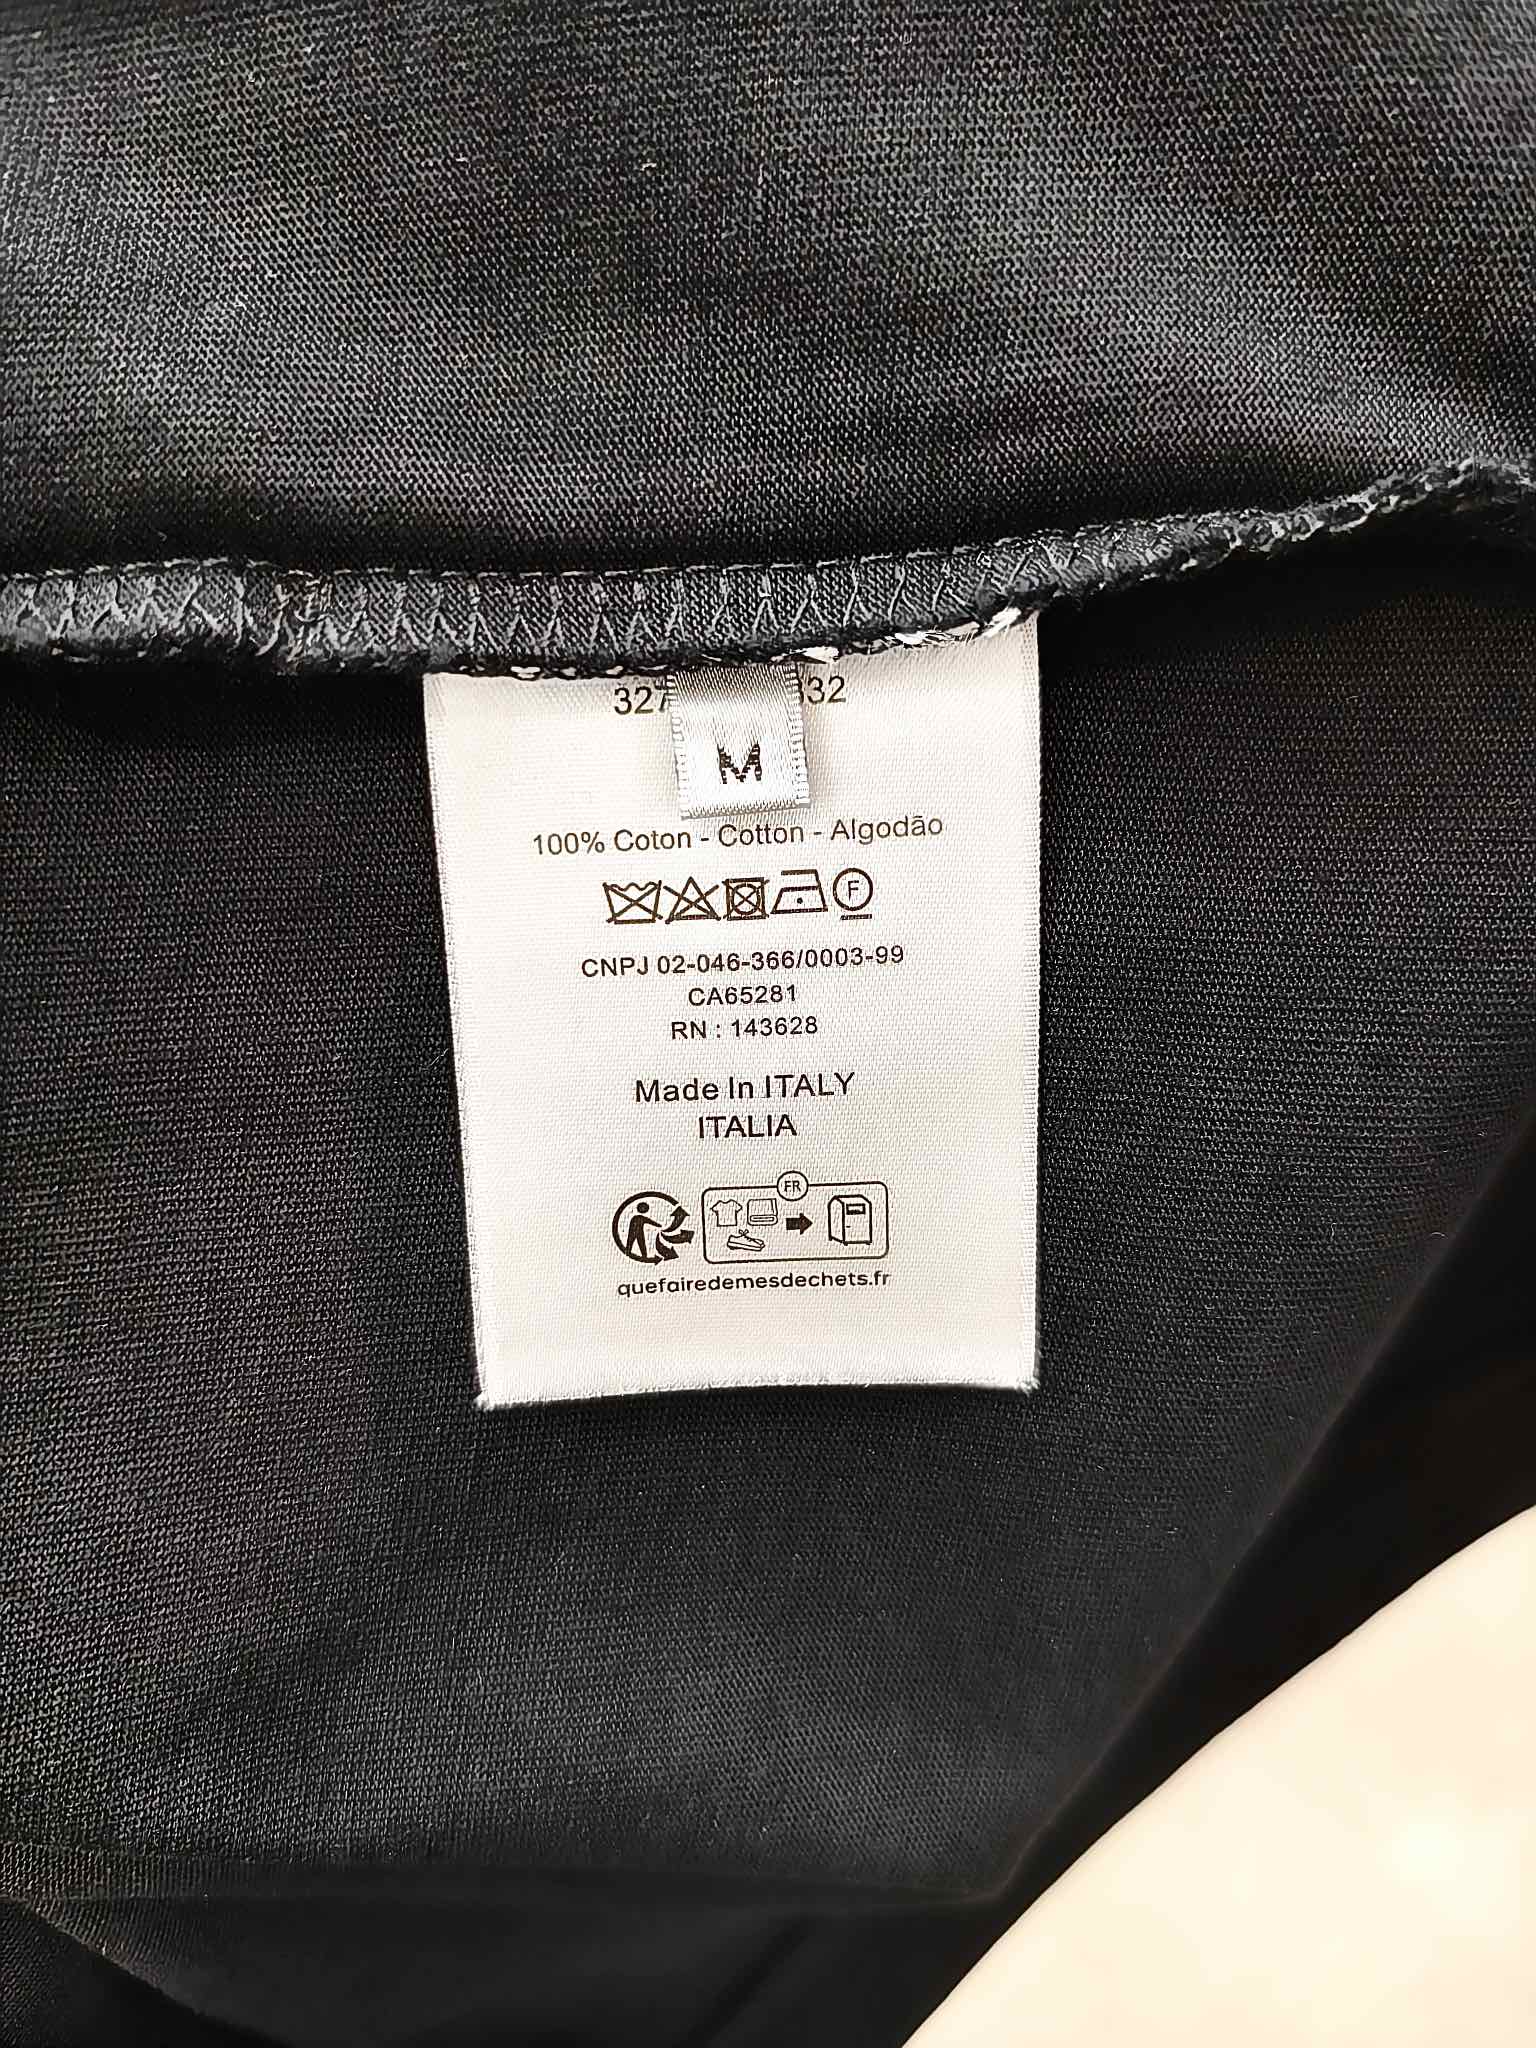 M
100% Coton - Cotton - Algodão
F
CNPJ 02-046-366/0003-99
CA65281
RN : 143628
Made In ITALY
ITALIA
FR
quefairedemesdechets.fr